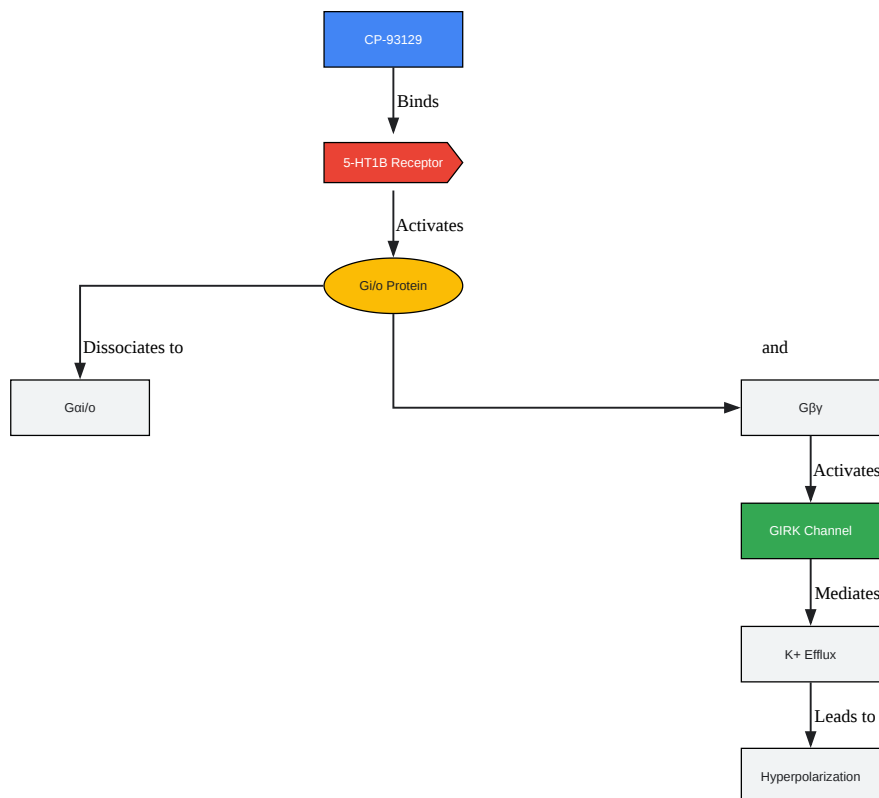 CP-93129
Binds
5-HT1B Receptor
Activates
Gi/o Protein
Dissociates to
and
Gαi/o
Gβγ
Activates
GIRK Channel
Mediates
K+ Efflux
Leads to
Hyperpolarization